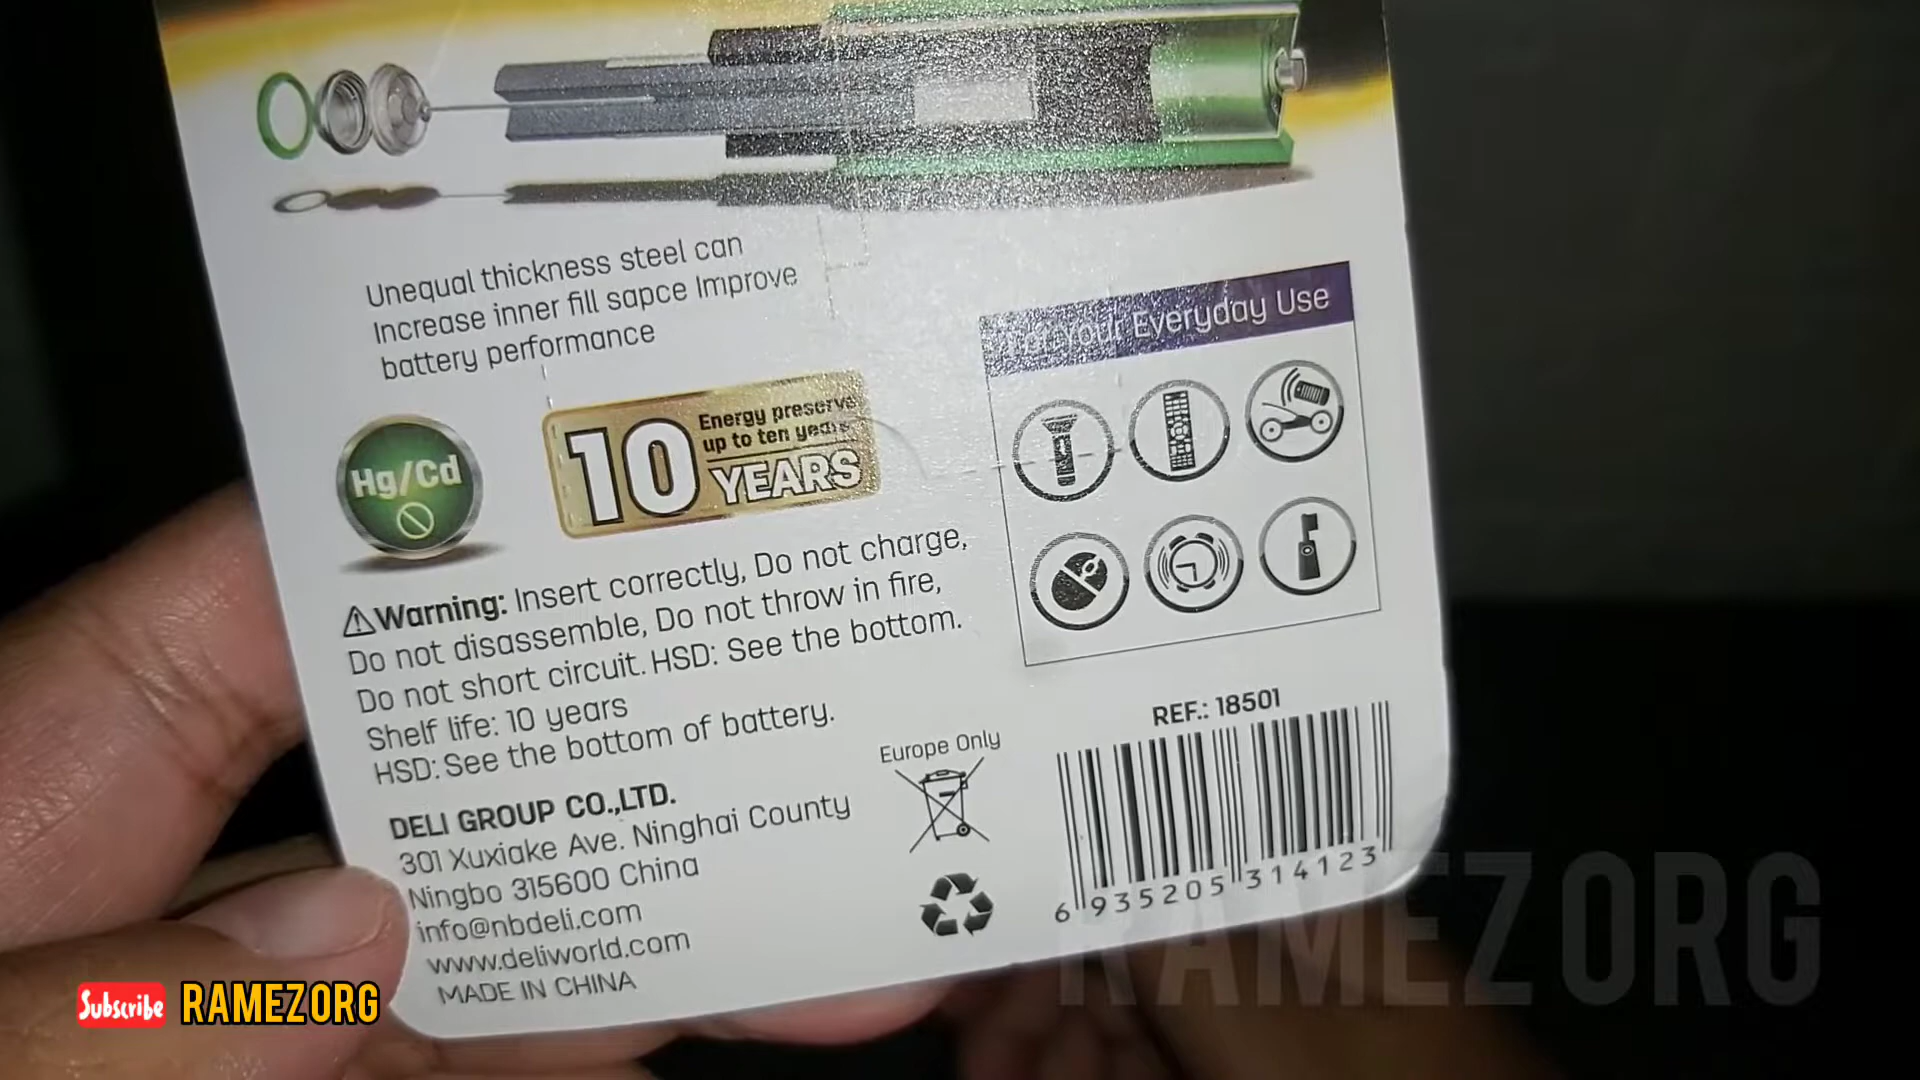 Unequal thickness steel can
Increase inner fill sapce Improve
battery performance
For Your Everyday Use
Hg/Cd
10
Energy preserve
up to ten years
YEARS
⚠Warning: Insert correctly, Do not charge,
Do not disassemble, Do not throw in fire,
Do not short circuit. HSD: See the bottom.
Shelf life: 10 years
HSD: See the bottom of battery.
DELI GROUP CO.,LTD.
301 Xuxiake Ave. Ninghai County
Ningbo 315600 China
info@nbdeli.com
www.deliworld.com
MADE IN CHINA
Europe Only
REF.: 18501
6 935205 314123
Subscribe RAMEZ ORG
RAMEZ ORG